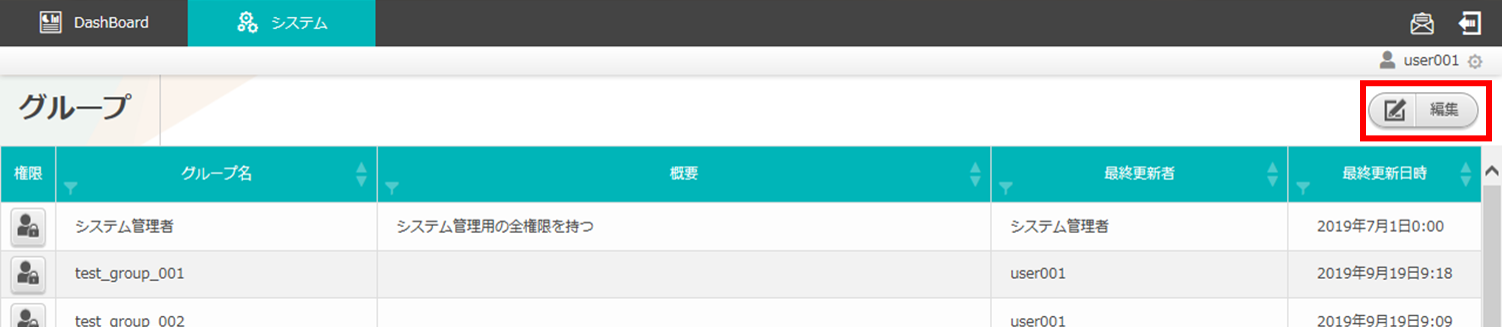 DashBoard システム
user001
グループ 編集
権限 グループ名 概要 最終更新者 最終更新日時
システム管理者 システム管理用の全権限を持つ システム管理者 2019年7月1日0:00
test_group_001 user001 2019年9月19日9:18
test_group_002 user001 2019年9月19日9:09